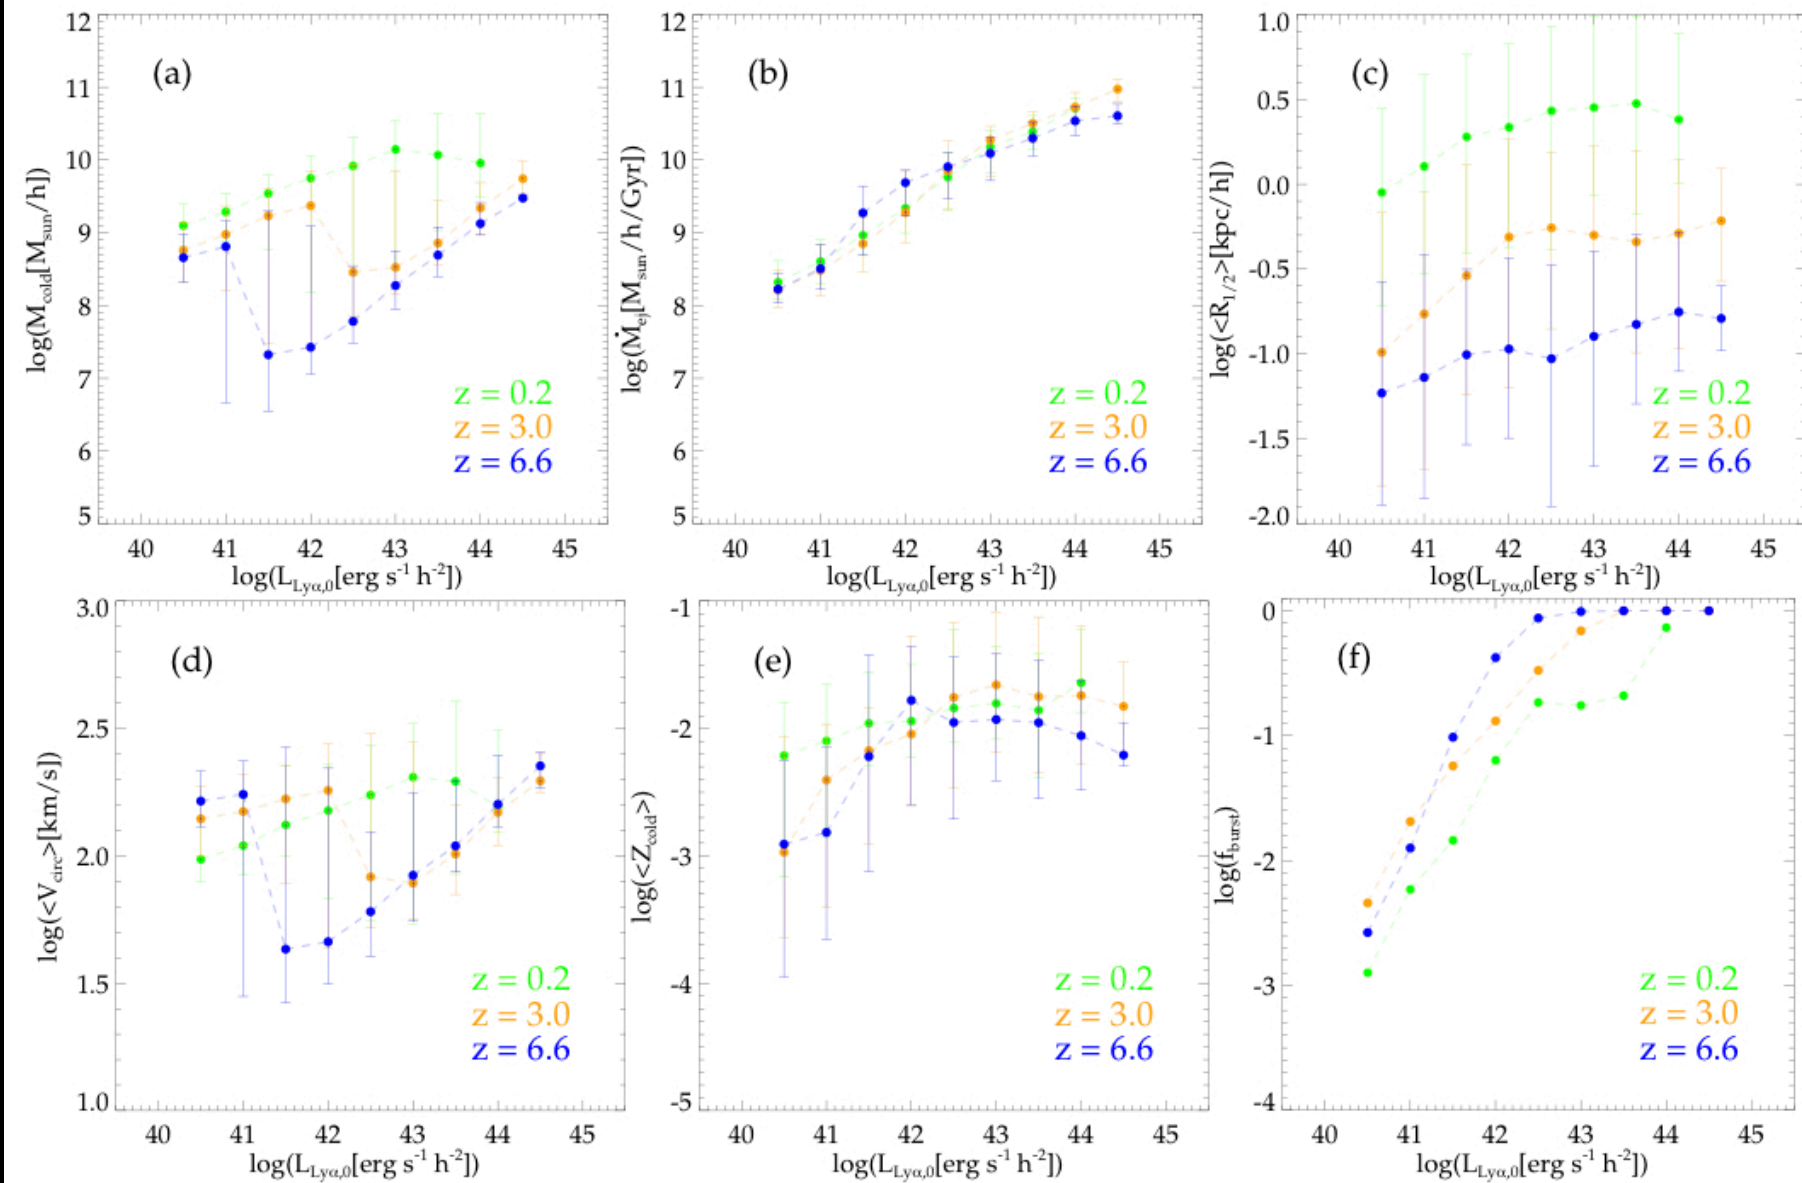 (a)
12
11
10
9
8
7
6
5
log(M_cold[M_sun/h])
z = 0.2
z = 3.0
z = 6.6
40 41 42 43 44 45
log(L_Lyα,0[erg s⁻¹ h⁻²])
(b)
12
11
10
9
8
7
6
5
log(Ṁ_ej[M_sun/h/Gyr])
z = 0.2
z = 3.0
z = 6.6
40 41 42 43 44 45
log(L_Lyα,0[erg s⁻¹ h⁻²])
(c)
1.0
0.5
0.0
-0.5
-1.0
-1.5
-2.0
log(<R_1/2>[kpc/h])
z = 0.2
z = 3.0
z = 6.6
40 41 42 43 44 45
log(L_Lyα,0[erg s⁻¹ h⁻²])
(d)
3.0
2.5
2.0
1.5
1.0
log(<V_circ>[km/s])
z = 0.2
z = 3.0
z = 6.6
40 41 42 43 44 45
log(L_Lyα,0[erg s⁻¹ h⁻²])
(e)
-1
-2
-3
-4
-5
log(<Z_cold>)
z = 0.2
z = 3.0
z = 6.6
40 41 42 43 44 45
log(L_Lyα,0[erg s⁻¹ h⁻²])
(f)
0
-1
-2
-3
-4
log(f_burst)
z = 0.2
z = 3.0
z = 6.6
40 41 42 43 44 45
log(L_Lyα,0[erg s⁻¹ h⁻²])